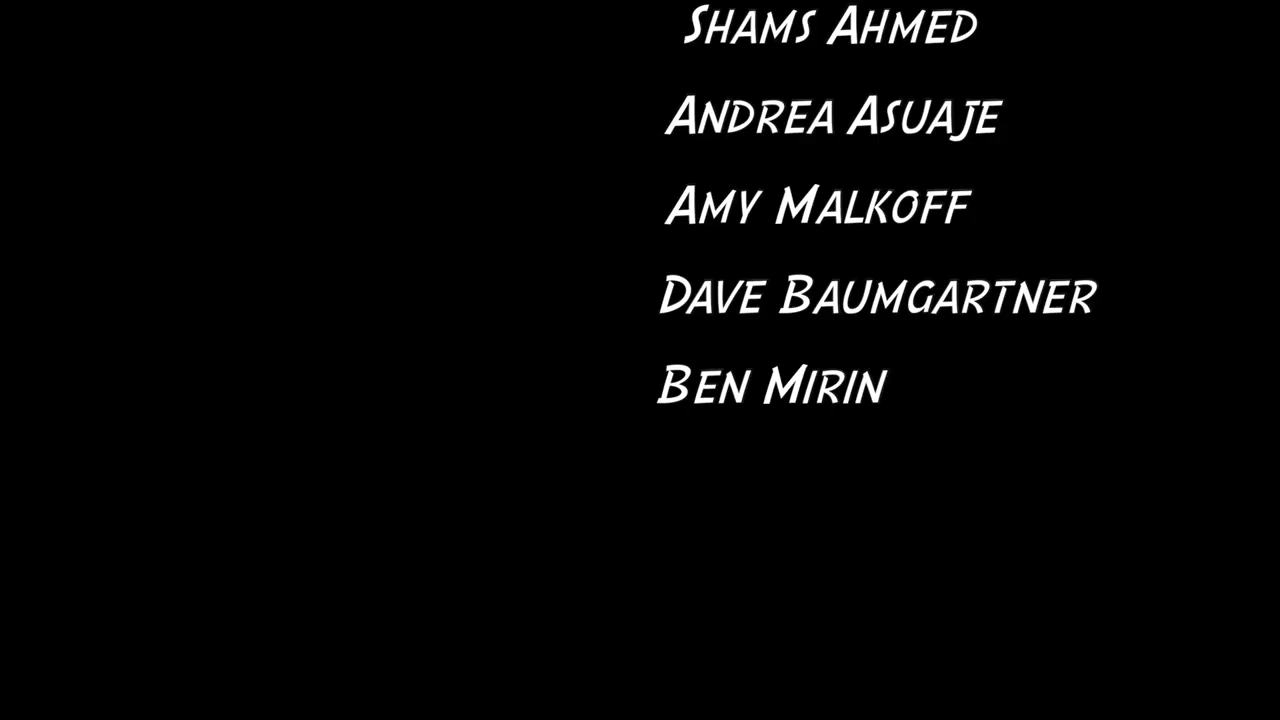 Shams Ahmed
Andrea Asuaje
Amy Malkoff
Dave Baumgartner
Ben Mirin